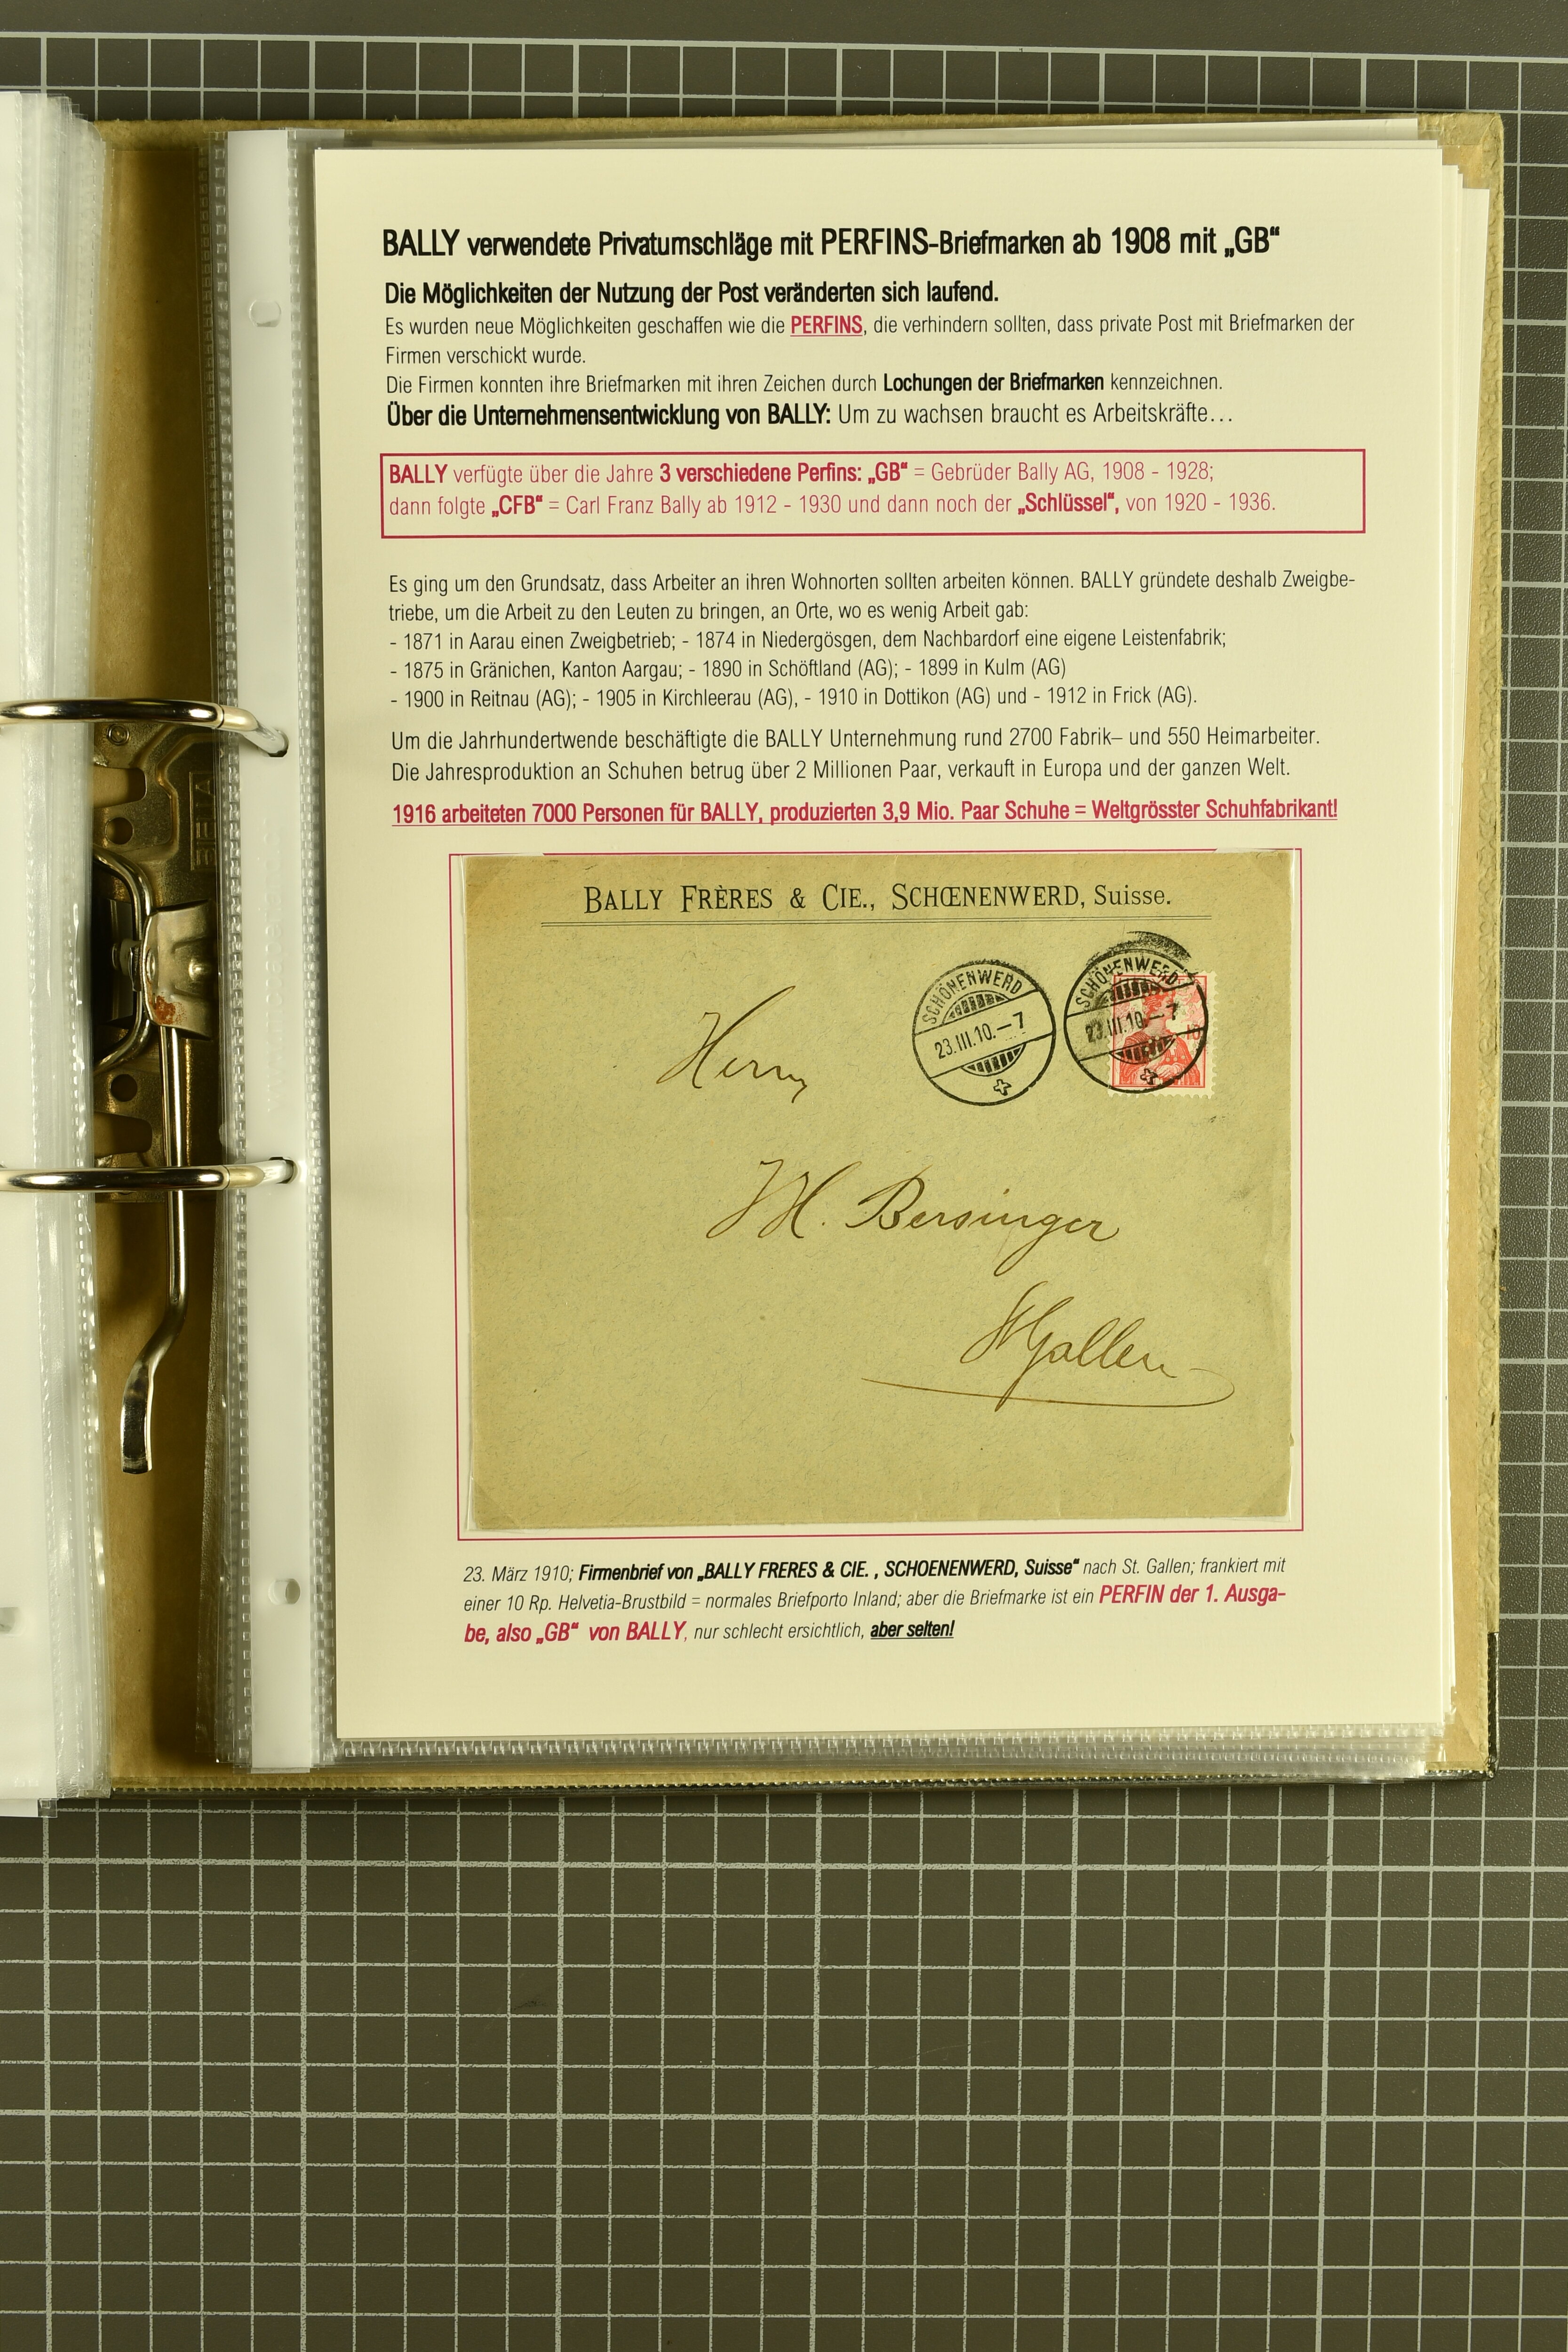 BALLY verwendete Privatumschläge mit PERFINS-Briefmarken ab 1908 mit „GB“
Die Möglichkeiten der Nutzung der Post veränderten sich laufend.
Es wurden neue Möglichkeiten geschaffen wie die PERFINS, die verhindern sollten, dass private Post mit Briefmarken der
Firmen verschickt wurde.
Die Firmen konnten ihre Briefmarken mit ihren Zeichen durch Lochungen der Briefmarken kennzeichnen.
Über die Unternehmensentwicklung von BALLY: Um zu wachsen braucht es Arbeitskräfte…
BALLY verfügte über die Jahre 3 verschiedene Perfins: „GB“ = Gebrüder Bally AG, 1908 - 1928;
dann folgte „CFB“ = Carl Franz Bally ab 1912 - 1930 und dann noch der „Schlüssel“, von 1920 - 1936.
Es ging um den Grundsatz, dass Arbeiter an ihren Wohnorten sollten arbeiten können. BALLY gründete deshalb Zweigbe-
triebe, um die Arbeit zu den Leuten zu bringen, an Orte, wo es wenig Arbeit gab:
- 1871 in Aarau einen Zweigbetrieb; - 1874 in Niedergösgen, dem Nachbardorf eine eigene Leistenfabrik;
- 1875 in Gränichen, Kanton Aargau; - 1890 in Schöftland (AG); - 1899 in Kulm (AG)
- 1900 in Reitnau (AG); - 1905 in Kirchleerau (AG), - 1910 in Dottikon (AG) und - 1912 in Frick (AG).
Um die Jahrhundertwende beschäftigte die BALLY Unternehmung rund 2700 Fabrik– und 550 Heimarbeiter.
Die Jahresproduktion an Schuhen betrug über 2 Millionen Paar, verkauft in Europa und der ganzen Welt.
1916 arbeiteten 7000 Personen für BALLY, produzierten 3,9 Mio. Paar Schuhe = Weltgrösster Schuhfabrikant!
BALLY FRÈRES & CIE., SCHŒNENWERD, Suisse.
SCHÖNENWERD
23.III.10.–7
SCHÖNENWERD
23.III.10.–7
10
Herrn
M. Bersinger
St Gallen
23. März 1910; Firmenbrief von „BALLY FRERES & CIE. , SCHOENENWERD, Suisse“ nach St. Gallen; frankiert mit
einer 10 Rp. Helvetia-Brustbild = normales Briefporto Inland; aber die Briefmarke ist ein PERFIN der 1. Ausga-
be, also „GB“ von BALLY, nur schlecht ersichtlich, aber selten!